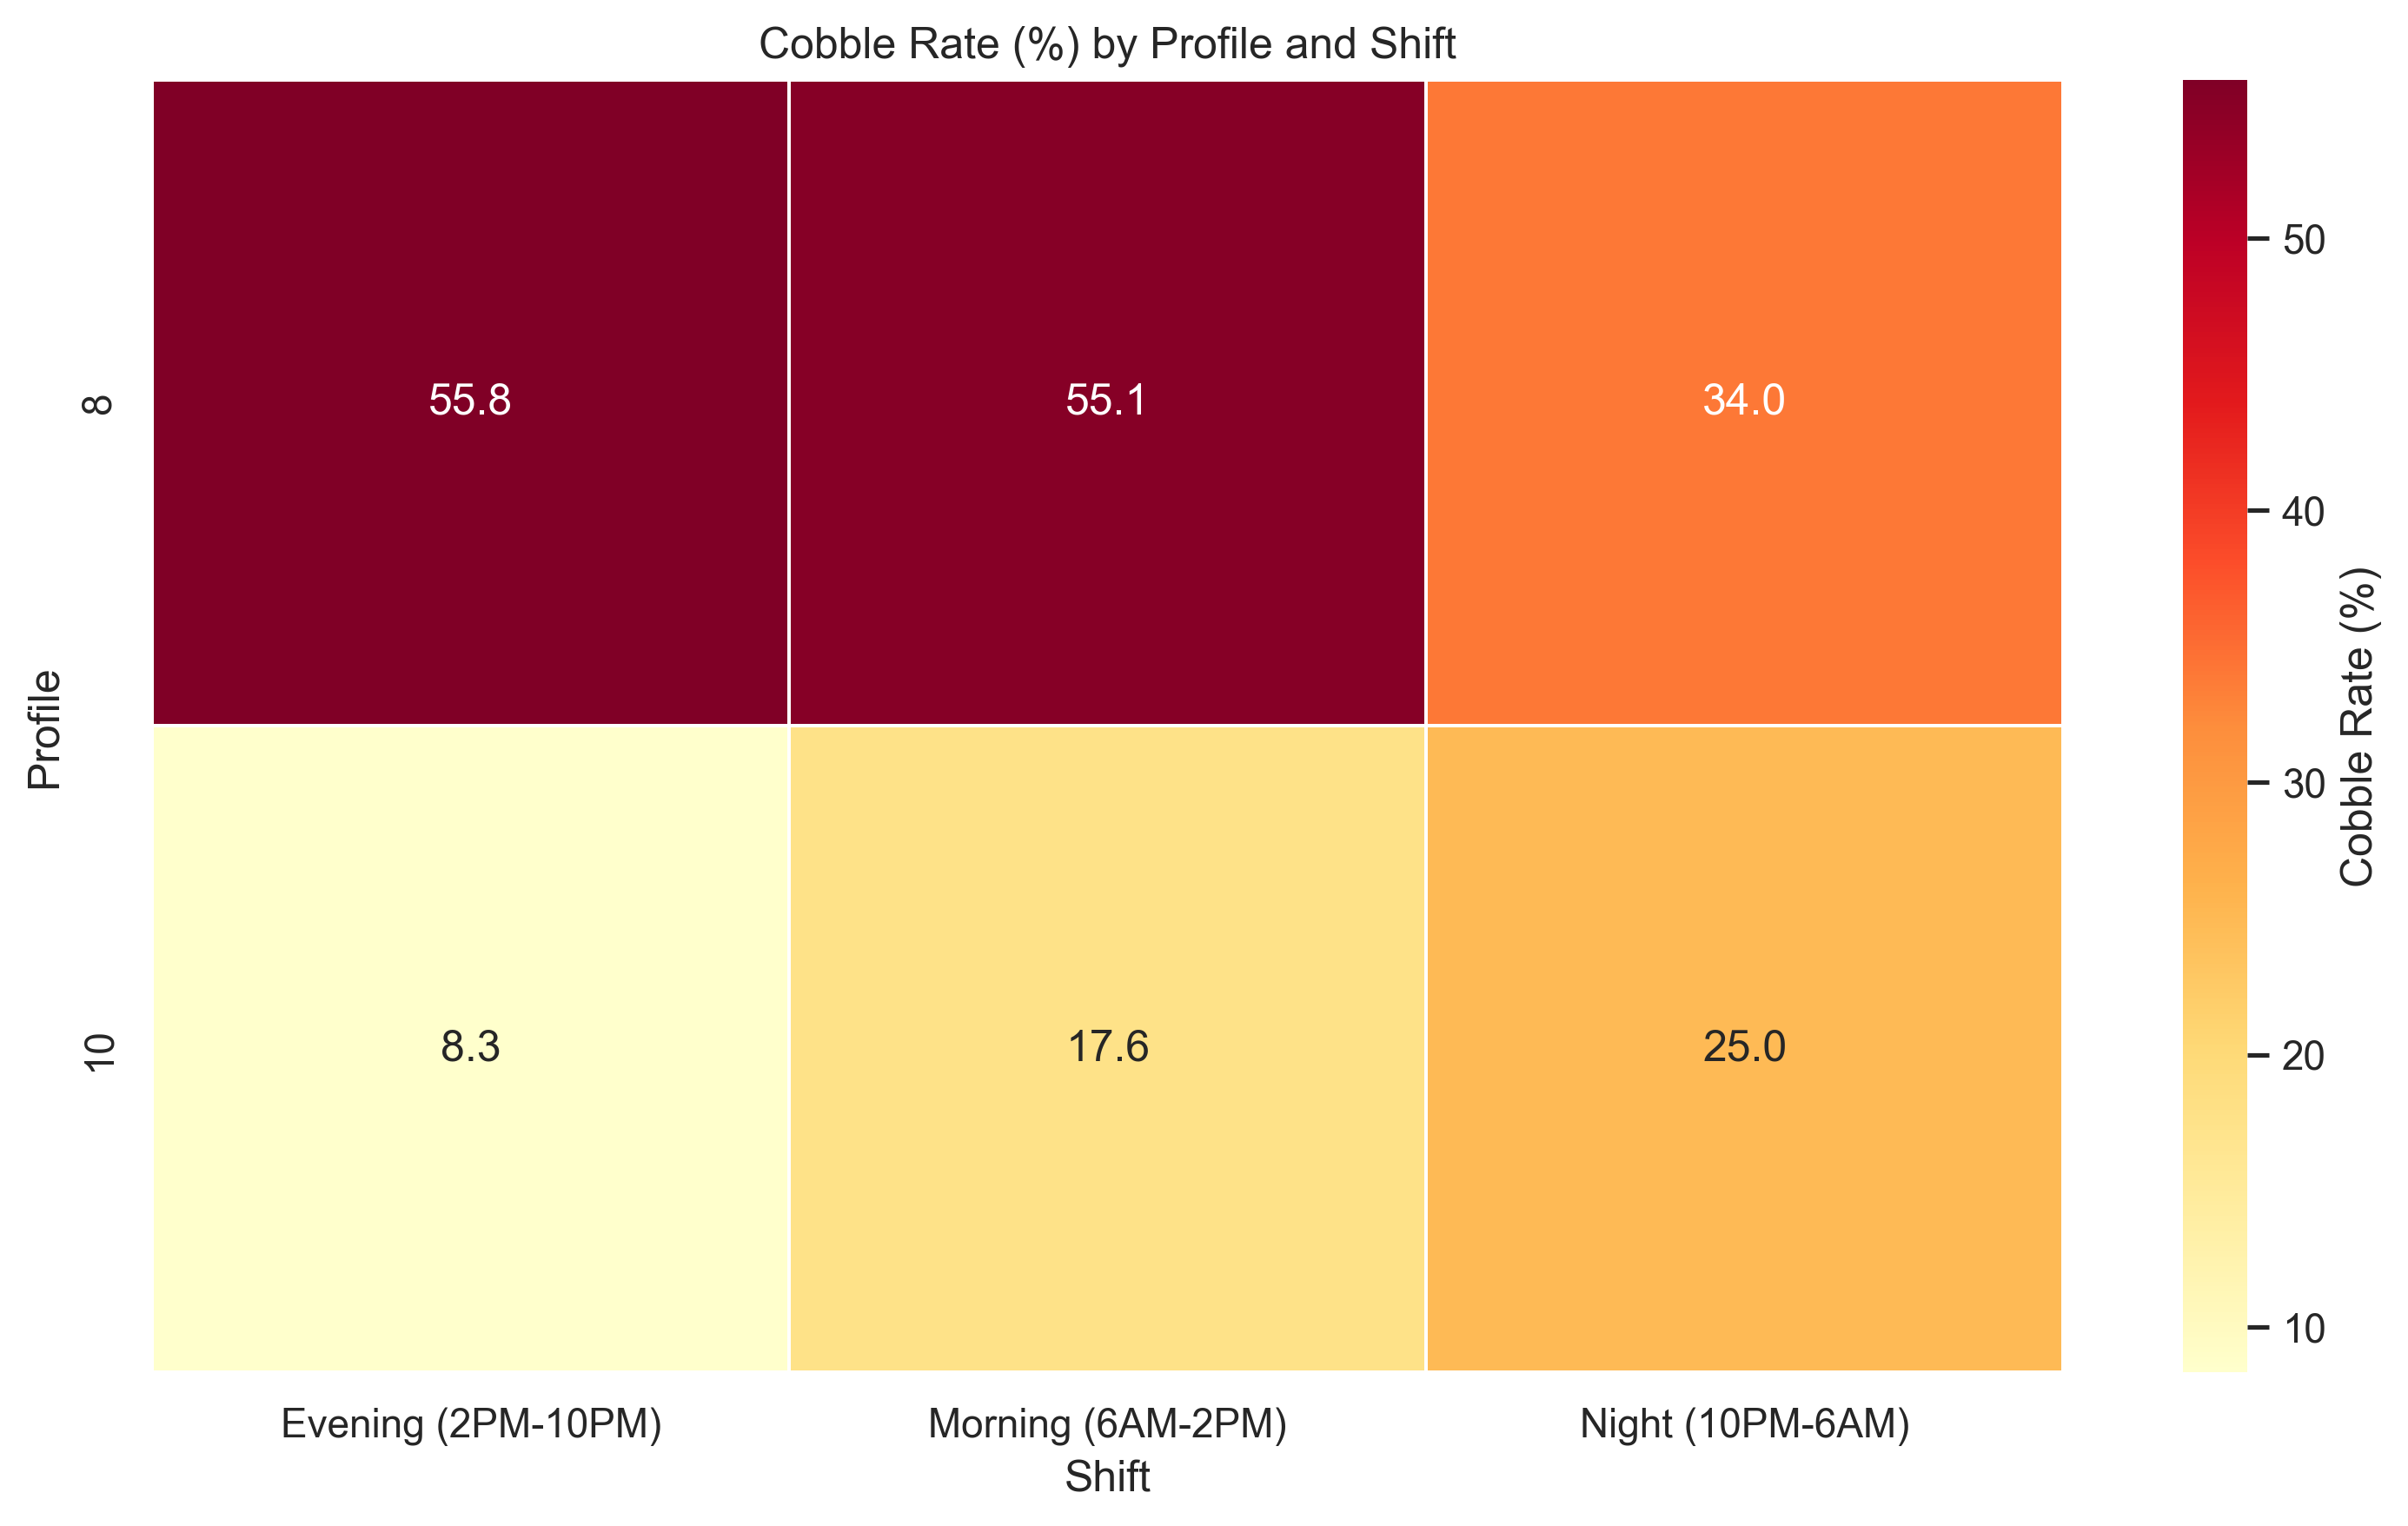 Cobble Rate (%) by Profile and Shift
Profile
8
55.8
55.1
34.0
10
8.3
17.6
25.0
Evening (2PM-10PM)
Morning (6AM-2PM)
Night (10PM-6AM)
Shift
50
40
30
20
10
Cobble Rate (%)